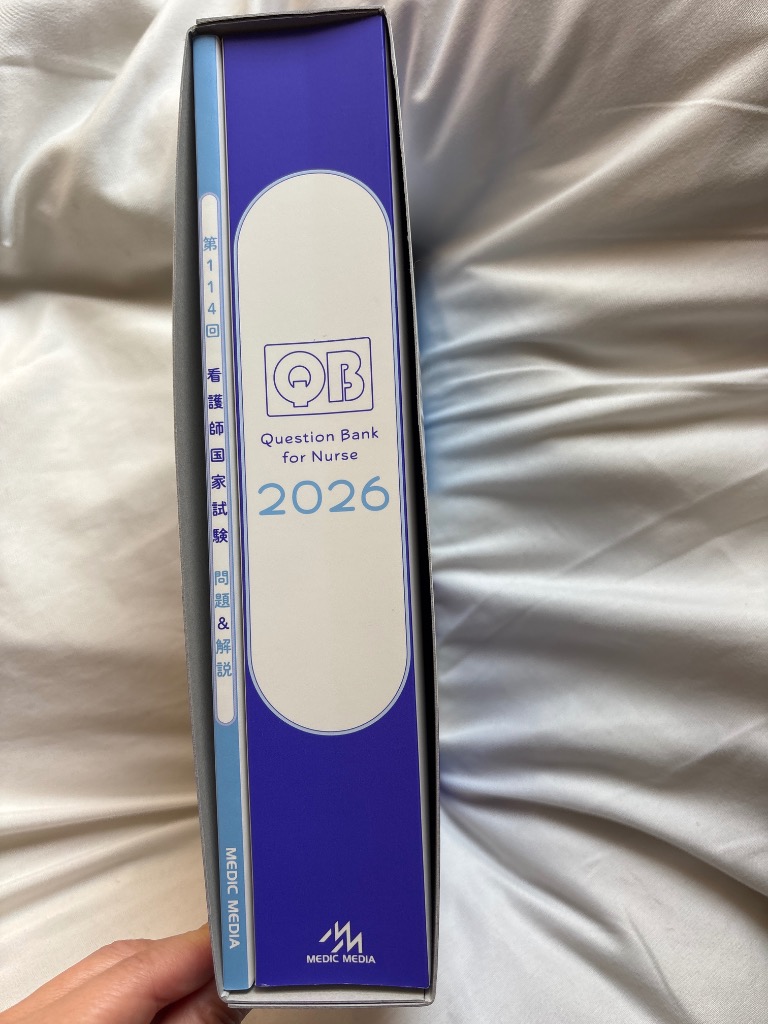 第114回 看護師国家試験 問題&解説
MEDIC MEDIA
QB
Question Bank
for Nurse
2026
MEDIC MEDIA